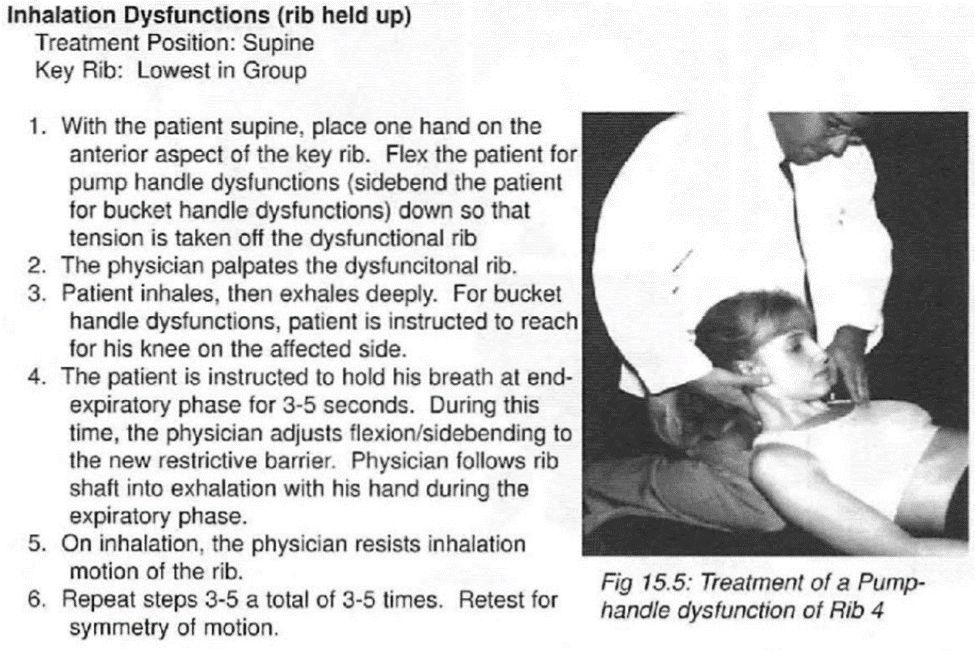 Inhalation Dysfunctions (rib held up)
Treatment Position: Supine
Key Rib: Lowest in Group
1. With the patient supine, place one hand on the
anterior aspect of the key rib. Flex the patient for
pump handle dysfunctions (sidebend the patient
for bucket handle dysfunctions) down so that
tension is taken off the dysfunctional rib
2. The physician palpates the dysfuncitonal rib.
3. Patient inhales, then exhales deeply. For bucket
handle dysfunctions, patient is instructed to reach
for his knee on the affected side.
4. The patient is instructed to hold his breath at end-
expiratory phase for 3-5 seconds. During this
time, the physician adjusts flexion/sidebending to
the new restrictive barrier. Physician follows rib
shaft into exhalation with his hand during the
expiratory phase.
5. On inhalation, the physician resists inhalation
motion of the rib.
6. Repeat steps 3-5 a total of 3-5 times. Retest for
symmetry of motion.
Fig 15.5: Treatment of a Pump-
handle dysfunction of Rib 4